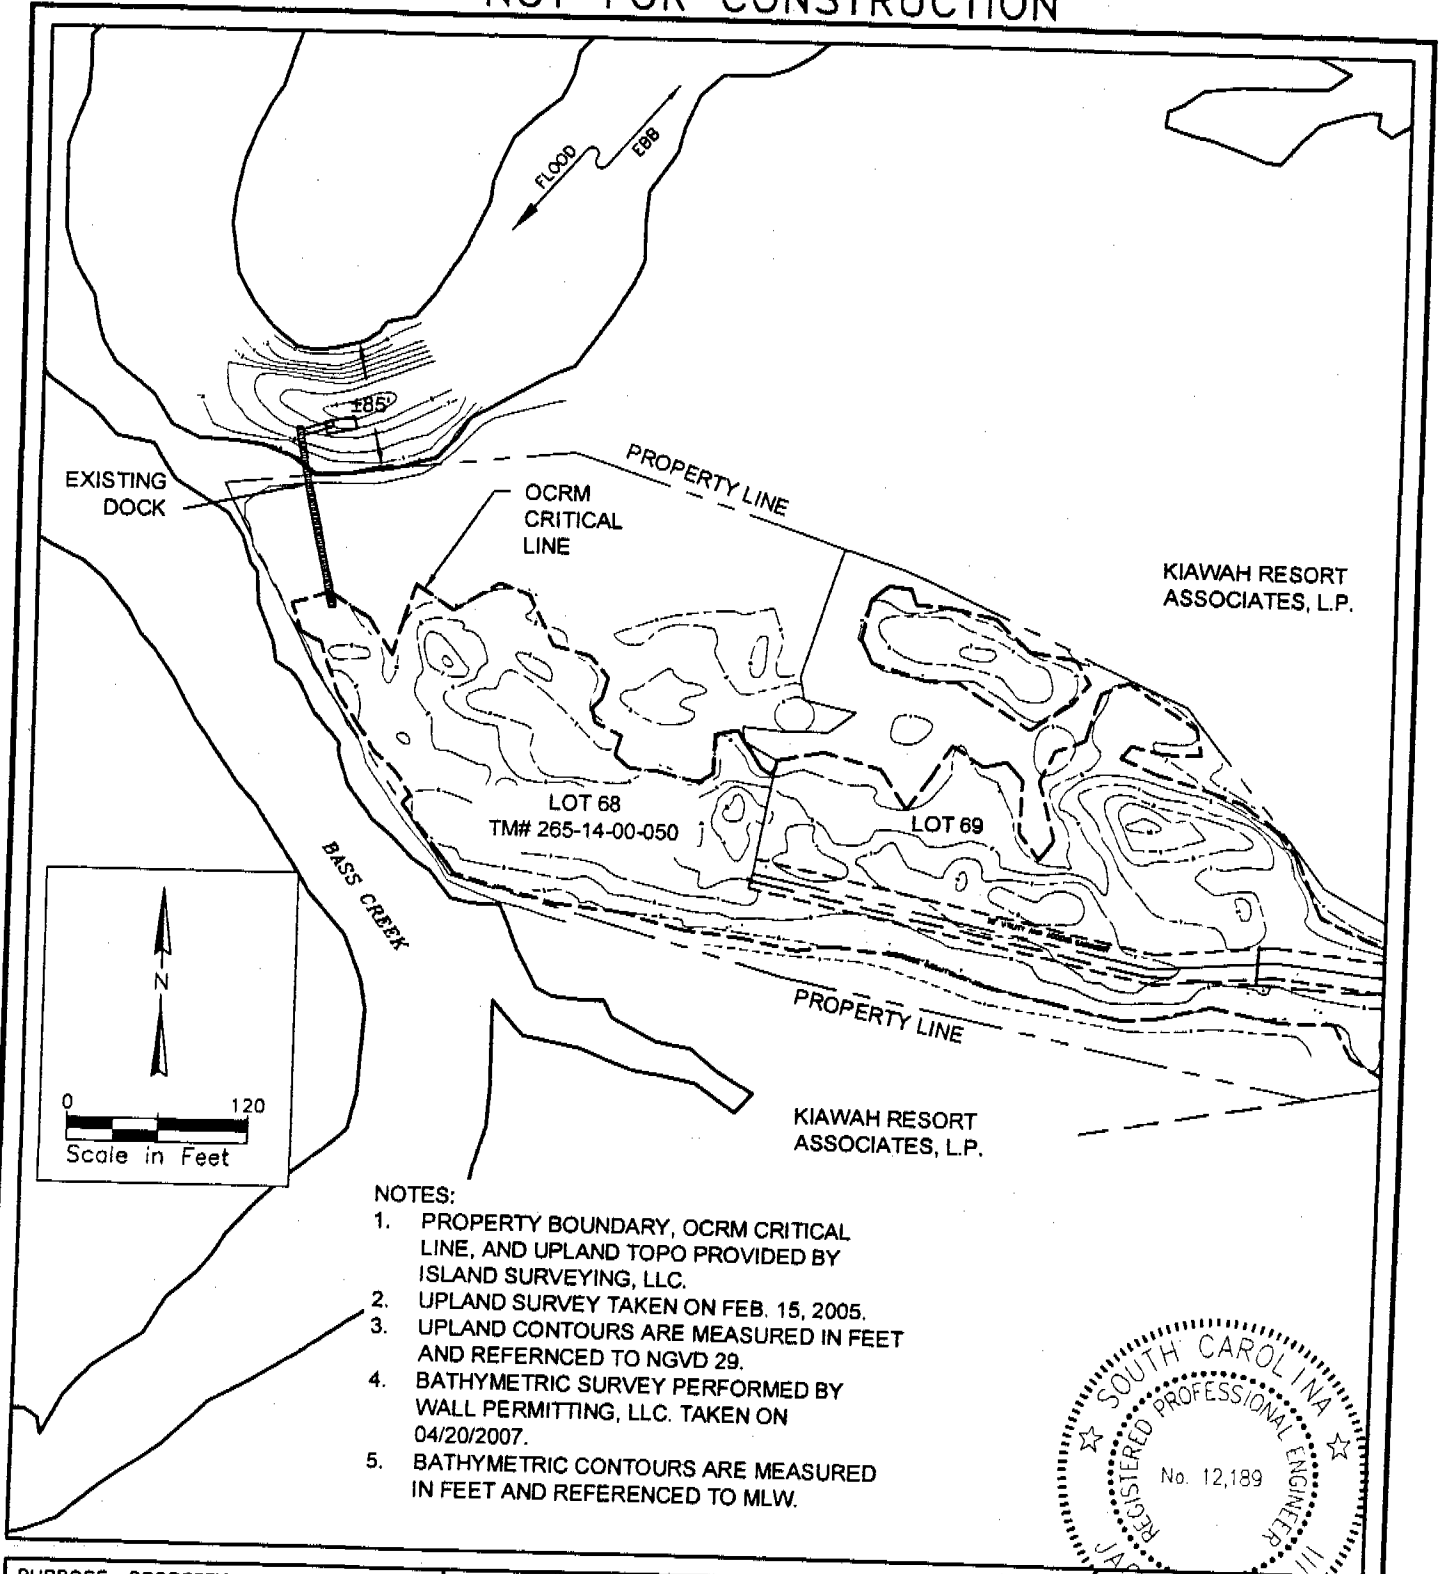 NOT FOR CONSTRUCTION
FLOOD
EBB
±85'
EXISTING
DOCK
OCRM
CRITICAL
LINE
PROPERTY LINE
KIAWAH RESORT
ASSOCIATES, L.P.
LOT 68
TM# 265-14-00-050
LOT 69
BASS CREEK
PROPERTY LINE
KIAWAH RESORT
ASSOCIATES, L.P.
N
0 120
Scale in Feet
NOTES:
1. PROPERTY BOUNDARY, OCRM CRITICAL
LINE, AND UPLAND TOPO PROVIDED BY
ISLAND SURVEYING, LLC.
2. UPLAND SURVEY TAKEN ON FEB. 15, 2005.
3. UPLAND CONTOURS ARE MEASURED IN FEET
AND REFERNCED TO NGVD 29.
4. BATHYMETRIC SURVEY PERFORMED BY
WALL PERMITTING, LLC. TAKEN ON
04/20/2007.
5. BATHYMETRIC CONTOURS ARE MEASURED
IN FEET AND REFERENCED TO MLW.
SOUTH CAROLINA
REGISTERED PROFESSIONAL ENGINEER
No. 12,189
III